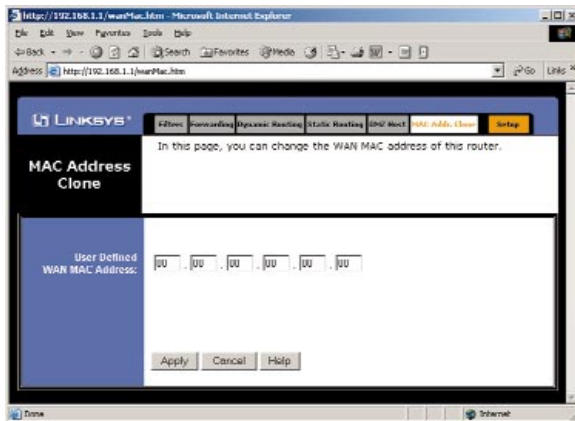 http://192.168.1.1/wanMac.htm - Microsoft Internet Explorer
File Edit View Favorites Tools Help
Back Search Favorites Media
Address http://192.168.1.1/wanMac.htm Go Links »
LINKSYS®
Filters Forwarding Dynamic Routing Static Routing DMZ Host MAC Addr. Clone Setup
MAC Address
Clone
In this page, you can change the WAN MAC address of this router.
User Defined
WAN MAC Address:
00 . 00 . 00 . 00 . 00 . 00
Apply Cancel Help
Done Internet